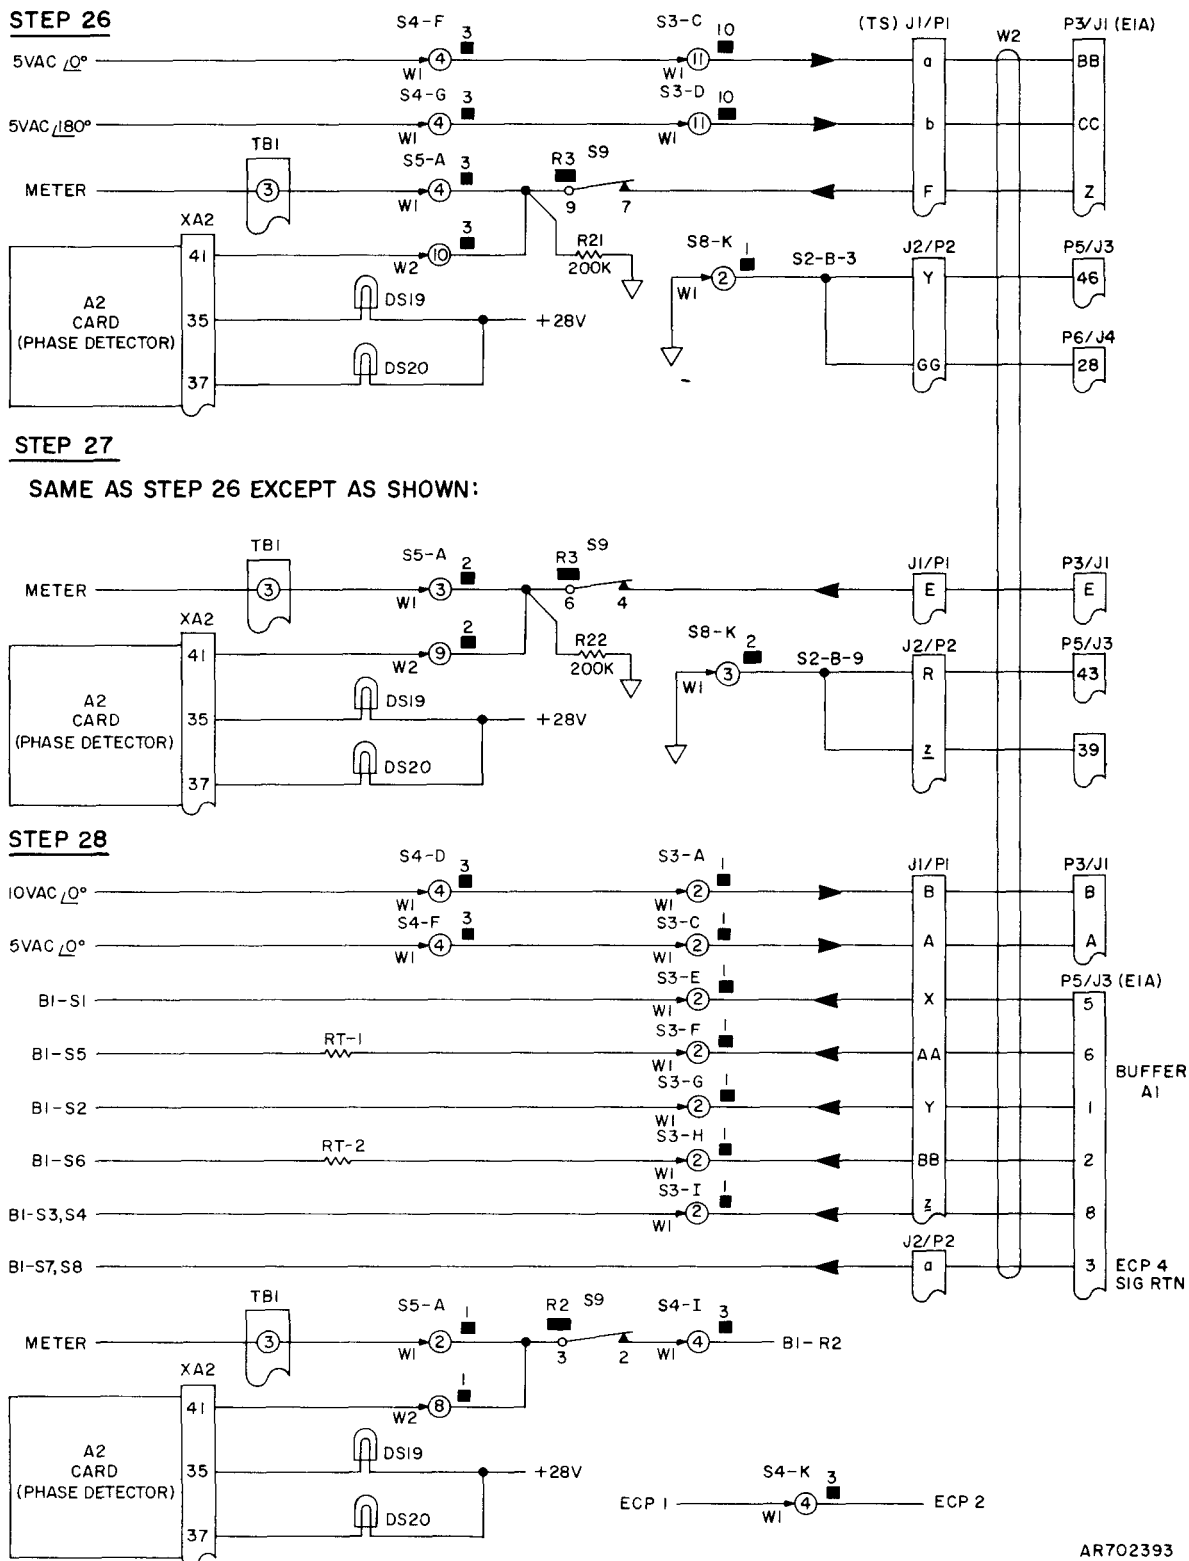 STEP 26
S4-F 3 S3-C 10 (TS) J1/P1 W2 P3/J1 (E1A)
5VAC /0° W1 4 W1 11 a BB
S4-G 3 S3-D 10
5VAC /180° W1 4 W1 11 b CC
TB1 S5-A 3 R3 S9
METER 3 W1 4 9 7 F Z
XA2 3 R21 S8-K 1 J2/P2 P5/J3
41 W2 10 200K W1 2 S2-B-3 Y 46
A2
CARD
(PHASE DETECTOR)
DS19
35 +28V P6/J4
DS20 GG 28
37
STEP 27
SAME AS STEP 26 EXCEPT AS SHOWN:
TB1 S5-A 2 R3 S9 J1/P1 P3/J1
METER 3 W1 3 6 4 E E
XA2 2 R22 S8-K 2 J2/P2 P5/J3
41 W2 9 200K W1 3 S2-B-9 R 43
A2
CARD
(PHASE DETECTOR)
DS19
35 +28V
DS20 z 39
37
STEP 28
S4-D 3 S3-A 1 J1/P1 P3/J1
10VAC /0° W1 4 W1 2 B B
S4-F 3 S3-C 1
5VAC /0° W1 4 W1 2 A A
S3-E 1 P5/J3 (E1A)
B1-S1 W1 2 X 5
RT-1 S3-F 1
B1-S5 W1 2 AA 6
BUFFER
A1
S3-G 1
B1-S2 W1 2 Y 1
RT-2 S3-H 1
B1-S6 W1 2 BB 2
S3-I 1
B1-S3,S4 W1 2 z 8
J2/P2
B1-S7,S8 a 3 ECP 4
SIG RTN
TB1 S5-A 1 R2 S9 S4-I 3
METER 3 W1 2 3 2 W1 4 B1-R2
XA2 1
41 W2 8
A2
CARD
(PHASE DETECTOR)
DS19
35 +28V
S4-K 3
ECP 1 W1 4 ECP 2
DS20
37
AR702393